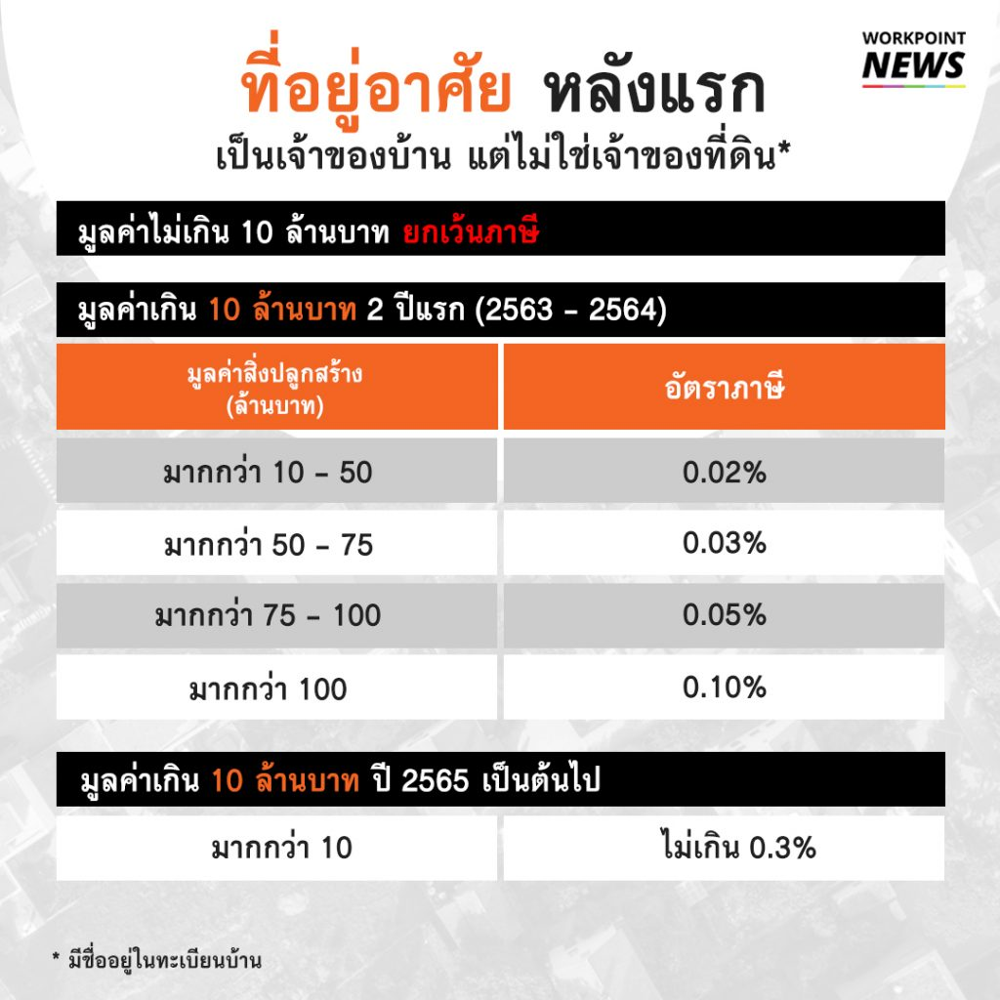 WORKPOINT
NEWS
ที่อยู่อาศัย หลังแรก
เป็นเจ้าของบ้าน แต่ไม่ใช่เจ้าของที่ดิน*
มูลค่าไม่เกิน 10 ล้านบาท ยกเว้นภาษี
มูลค่าเกิน 10 ล้านบาท 2 ปีแรก (2563 – 2564)
มูลค่าสิ่งปลูกสร้าง
(ล้านบาท)
อัตราภาษี
มากกว่า 10 – 50
0.02%
มากกว่า 50 – 75
0.03%
มากกว่า 75 – 100
0.05%
มากกว่า 100
0.10%
มูลค่าเกิน 10 ล้านบาท ปี 2565 เป็นต้นไป
มากกว่า 10
ไม่เกิน 0.3%
* มีชื่ออยู่ในทะเบียนบ้าน